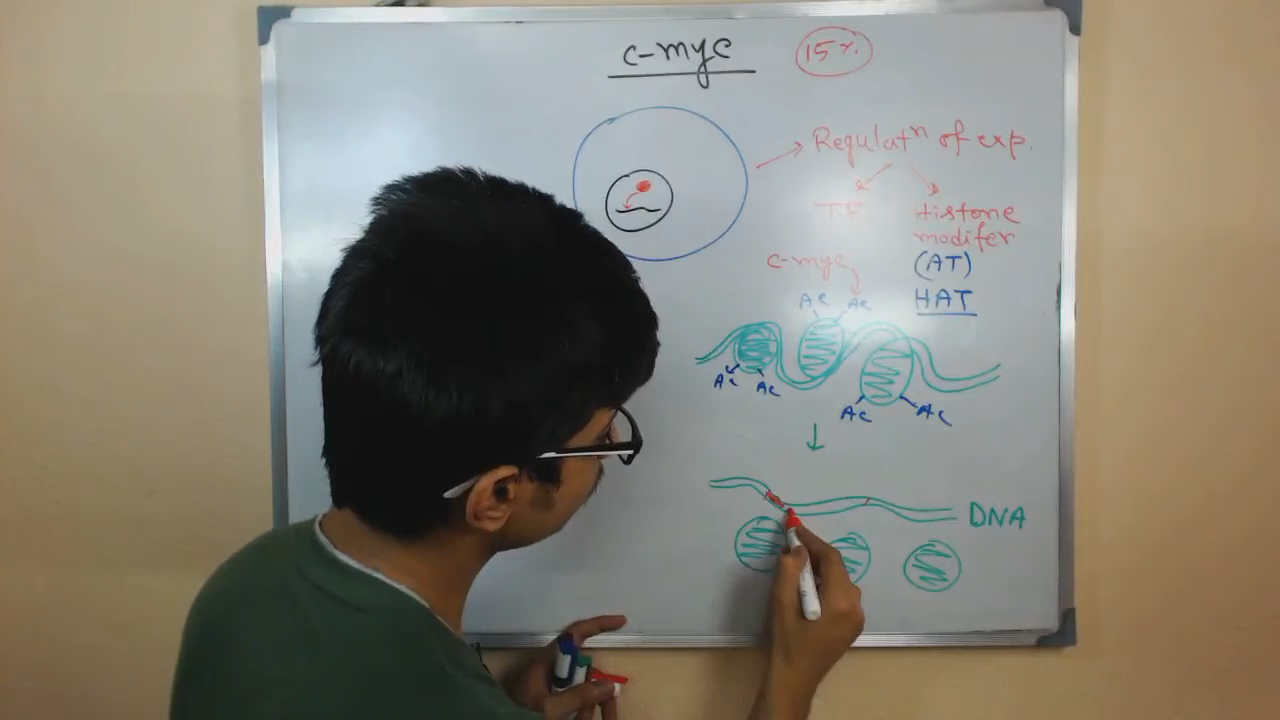 c-myc 15%
Regulatⁿ of exp.
TF Histone
modifer
c-myc (AT)
HAT
Ac Ac
Ac Ac
Ac Ac
DNA